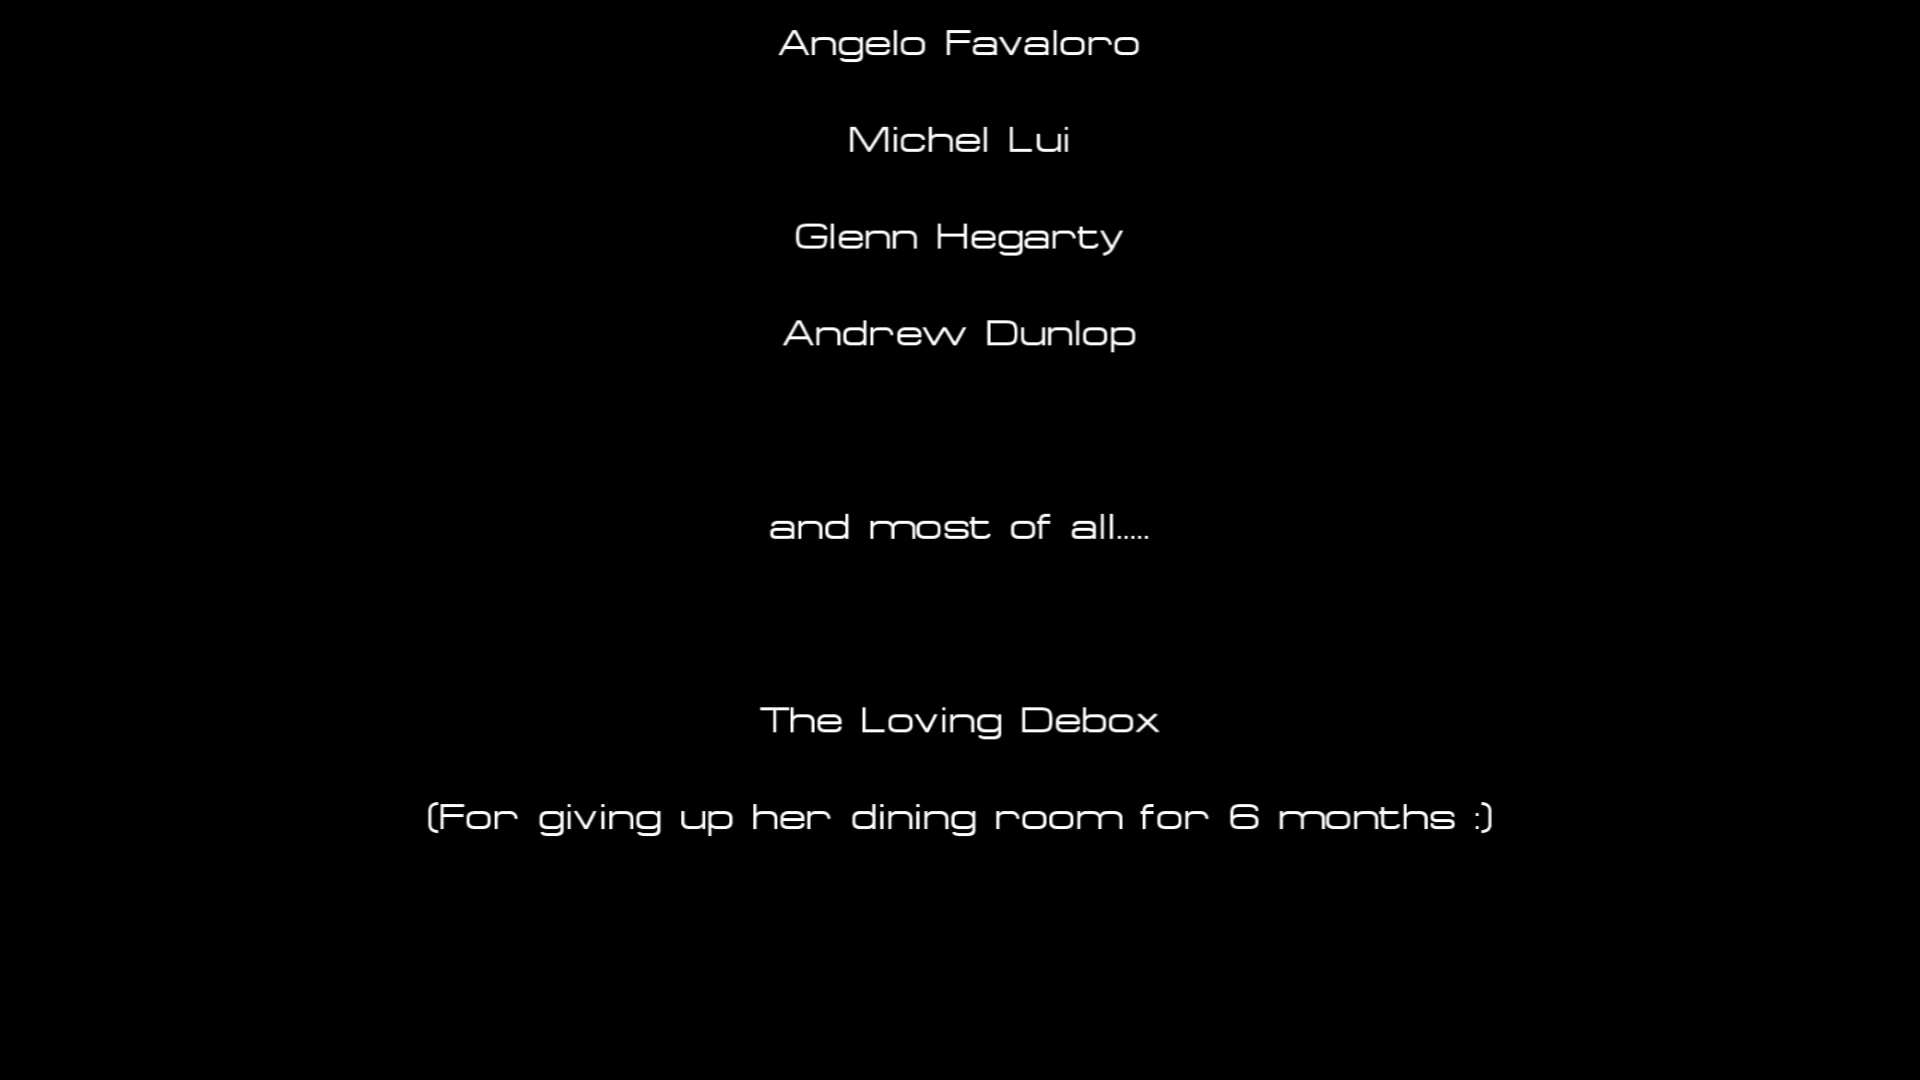 Angelo Favaloro
Michel Lui
Glenn Hegarty
Andrew Dunlop
and most of all.....
The Loving Debox
(For giving up her dining room for 6 months :)